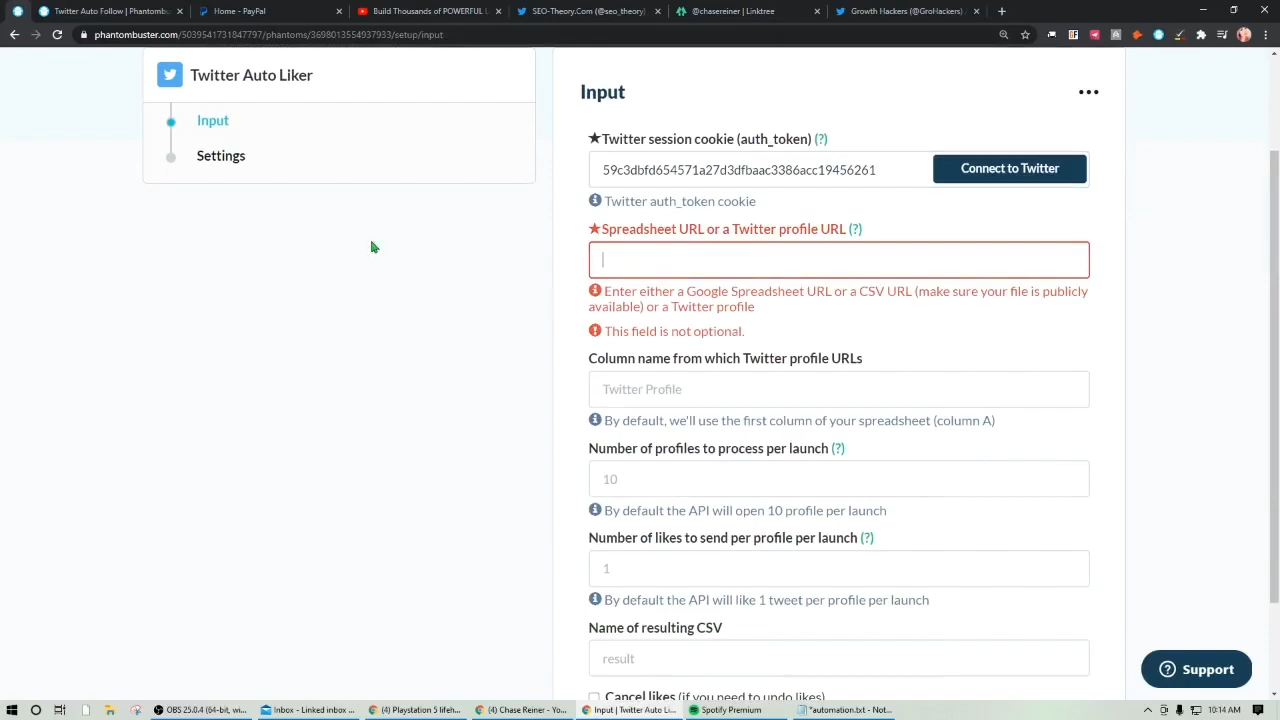 Twitter Auto Follow | Phantombus
Home - PayPal
Build Thousands of POWERFUL L
SEO-Theory.Com (@seo_theory)
@chasereiner | Linktree
Growth Hackers (@GroHackers)
phantombuster.com/5039541731847797/phantoms/3698013554937933/setup/input
Twitter Auto Liker
Input
Settings
Input
Twitter session cookie (auth_token) (?)
59c3dbfd654571a27d3dfbaac3386acc19456261
Connect to Twitter
Twitter auth_token cookie
Spreadsheet URL or a Twitter profile URL (?)
Enter either a Google Spreadsheet URL or a CSV URL (make sure your file is publicly
available) or a Twitter profile
This field is not optional.
Column name from which Twitter profile URLs
Twitter Profile
By default, we'll use the first column of your spreadsheet (column A)
Number of profiles to process per launch (?)
10
By default the API will open 10 profile per launch
Number of likes to send per profile per launch (?)
1
By default the API will like 1 tweet per profile per launch
Name of resulting CSV
result
Cancel likes (if you need to undo likes)
Support
OBS 25.0.4 (64-bit, wi...
Inbox - Linked inbox ...
(4) Playstation 5 lifeh...
Chase Reiner - Yo...
Input | Twitter Auto Li...
Spotify Premium
*automation.txt - Not...
10:14 AM